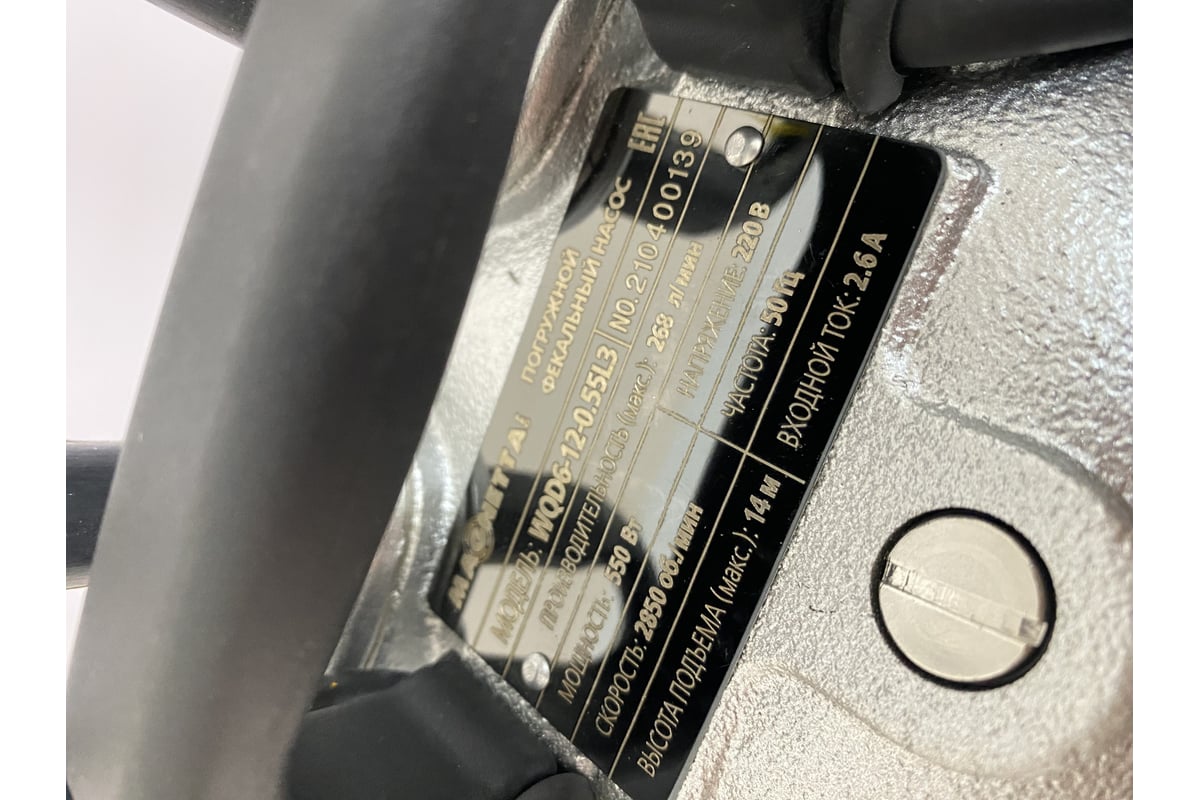 MAGNETTA ПОГРУЖНОЙ ФЕКАЛЬНЫЙ НАСОС EAC
МОДЕЛЬ: WQD6-12-0.55L3 NO.210400139
ПРОИЗВОДИТЕЛЬНОСТЬ (макс.): 268 л/мин
МОЩНОСТЬ: 550 Вт НАПРЯЖЕНИЕ: 220 В
СКОРОСТЬ: 2850 об./мин ЧАСТОТА: 50 Гц
ВЫСОТА ПОДЪЕМА (макс.): 14 м ВХОДНОЙ ТОК: 2.6 А